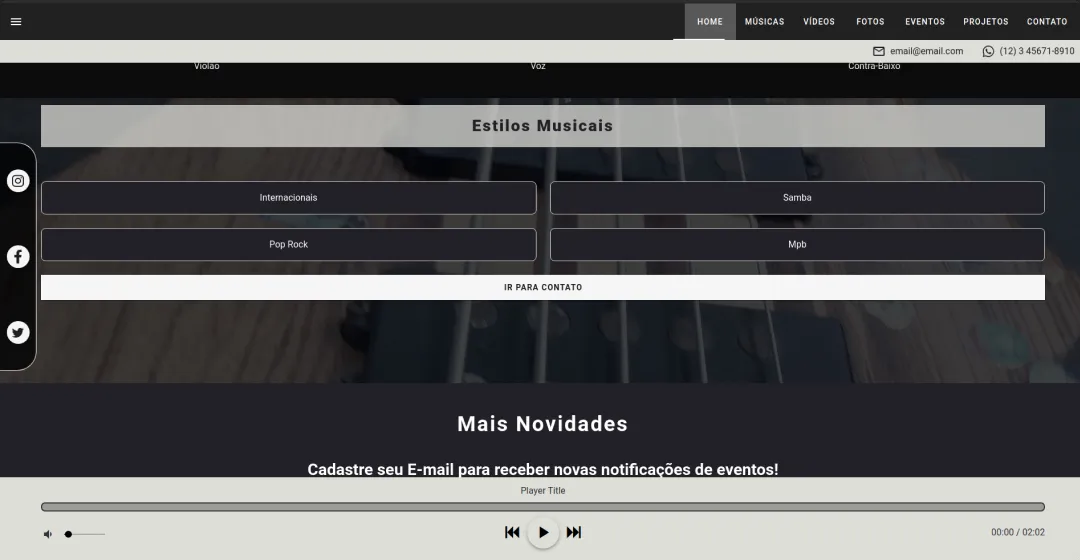 HOME MÚSICAS VÍDEOS FOTOS EVENTOS PROJETOS CONTATO
email@email.com (12) 3 45671-8910
Violão Voz Contra-Baixo
Estilos Musicais
Internacionais Samba
Pop Rock Mpb
IR PARA CONTATO
Mais Novidades
Cadastre seu E-mail para receber novas notificações de eventos!
Player Title
00:00 / 02:02